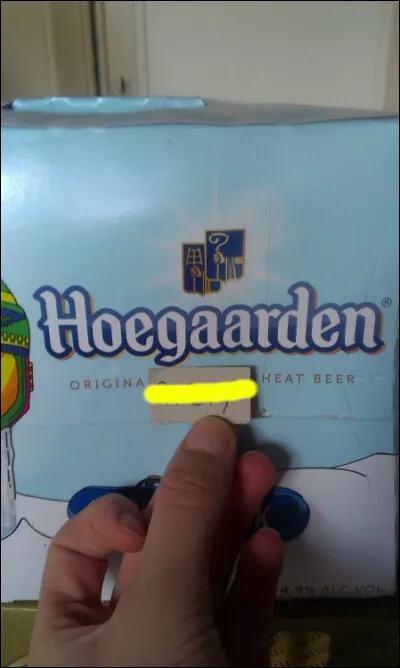 Hoegaarden®
ORIGINA HEAT BEER
4.9% ALC VOL